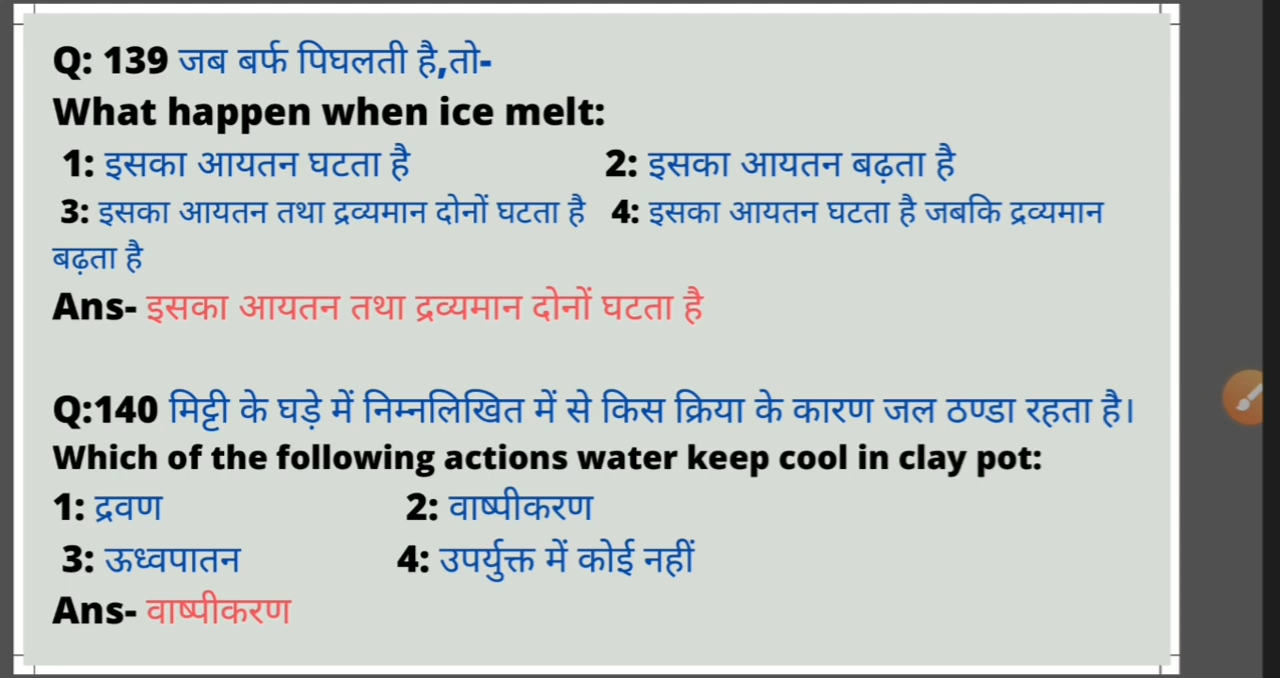 Q: 139 जब बर्फ पिघलती है,तो-
What happen when ice melt:
1: इसका आयतन घटता है 2: इसका आयतन बढ़ता है
3: इसका आयतन तथा द्रव्यमान दोनों घटता है 4: इसका आयतन घटता है जबकि द्रव्यमान
बढ़ता है
Ans- इसका आयतन तथा द्रव्यमान दोनों घटता है
Q:140 मिट्टी के घड़े में निम्नलिखित में से किस क्रिया के कारण जल ठण्डा रहता है।
Which of the following actions water keep cool in clay pot:
1: द्रवण 2: वाष्पीकरण
3: ऊध्वपातन 4: उपर्युक्त में कोई नहीं
Ans- वाष्पीकरण